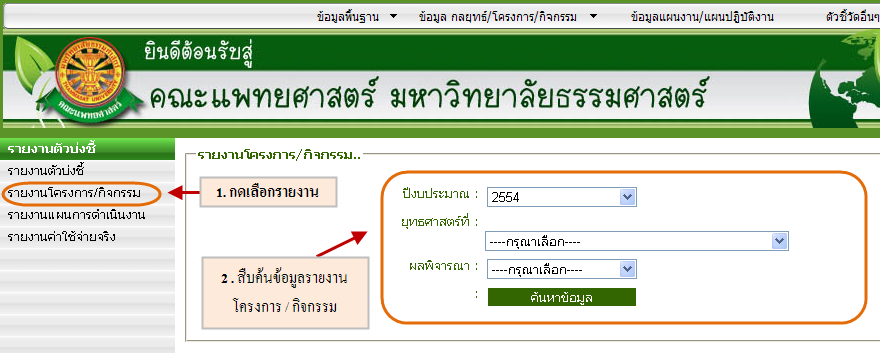 ข้อมูลพื้นฐาน ข้อมูล กลยุทธ์/โครงการ/กิจกรรม ข้อมูลแผนงาน/แผนปฏิบัติงาน ตัวชี้วัดอื่นๆ
ยินดีต้อนรับสู่
คณะแพทยศาสตร์ มหาวิทยาลัยธรรมศาสตร์
รายงานตัวบ่งชี้
รายงานตัวบ่งชี้
รายงานโครงการ/กิจกรรม
รายงานแผนการดำเนินงาน
รายงานค่าใช้จ่ายจริง
รายงานโครงการ/กิจกรรม..
1. กดเลือกรายงาน
ปีงบประมาณ : 2554
ยุทธศาสตร์ที่ :
----กรุณาเลือก----
ผลพิจารณา : ----กรุณาเลือก----
: ค้นหาข้อมูล
2 . สืบค้นข้อมูลรายงาน
โครงการ / กิจกรรม